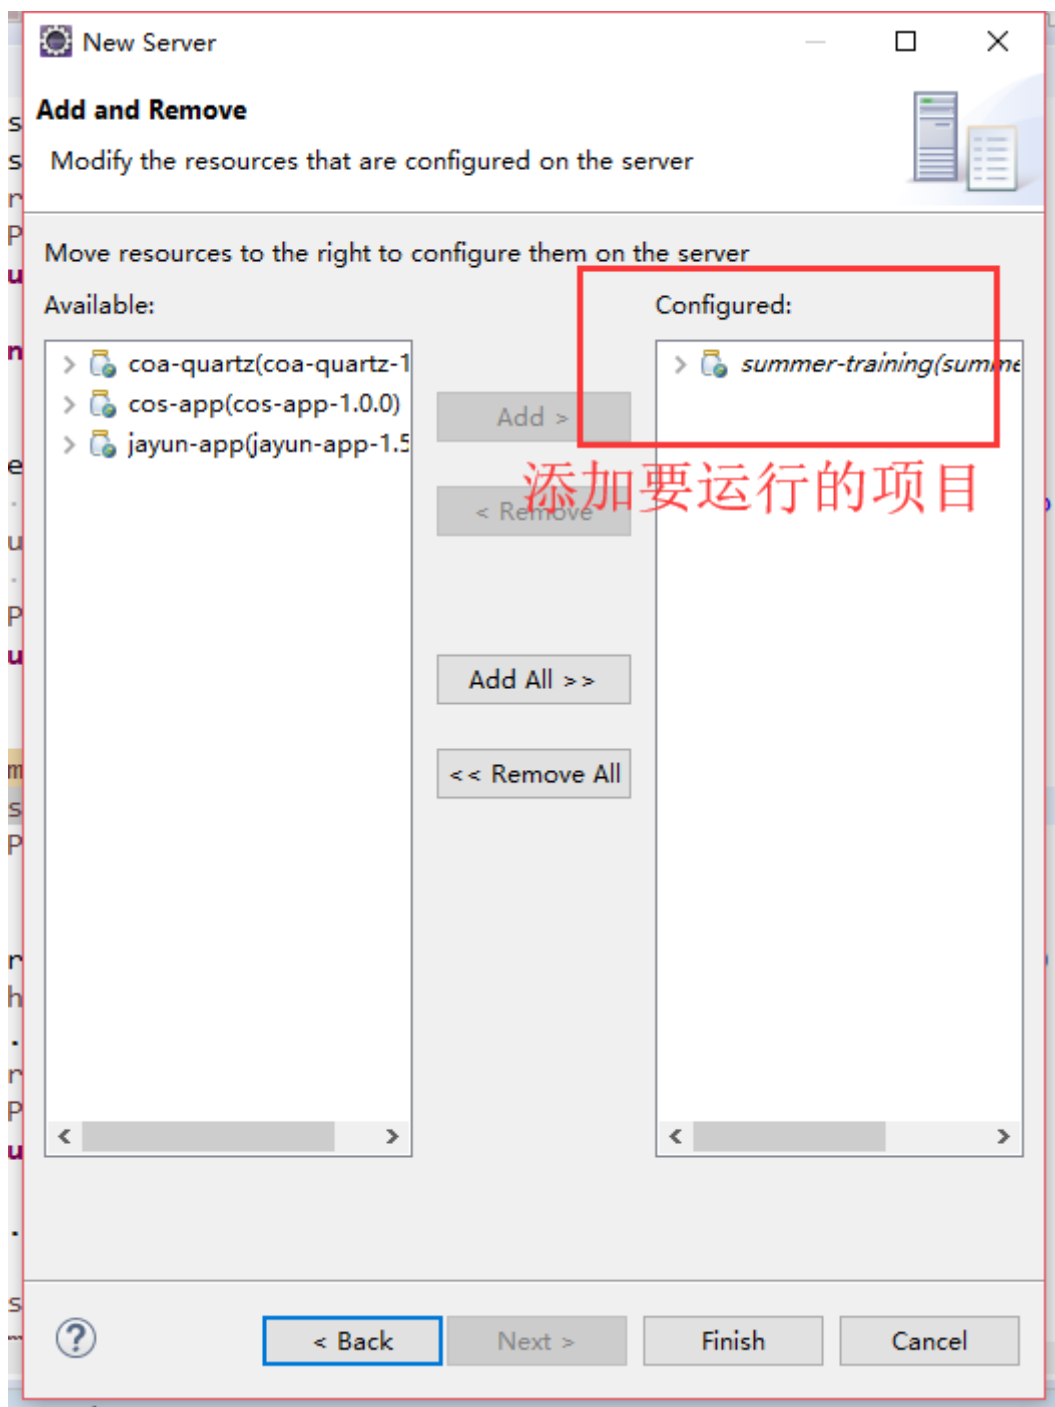 New Server
Add and Remove
Modify the resources that are configured on the server
Move resources to the right to configure them on the server
Available:
Configured:
coa-quartz(coa-quartz-1
cos-app(cos-app-1.0.0)
jayun-app(jayun-app-1.5
summer-training(summe
Add >
添加要运行的项目
< Remove
Add All >>
<< Remove All
< Back
Next >
Finish
Cancel